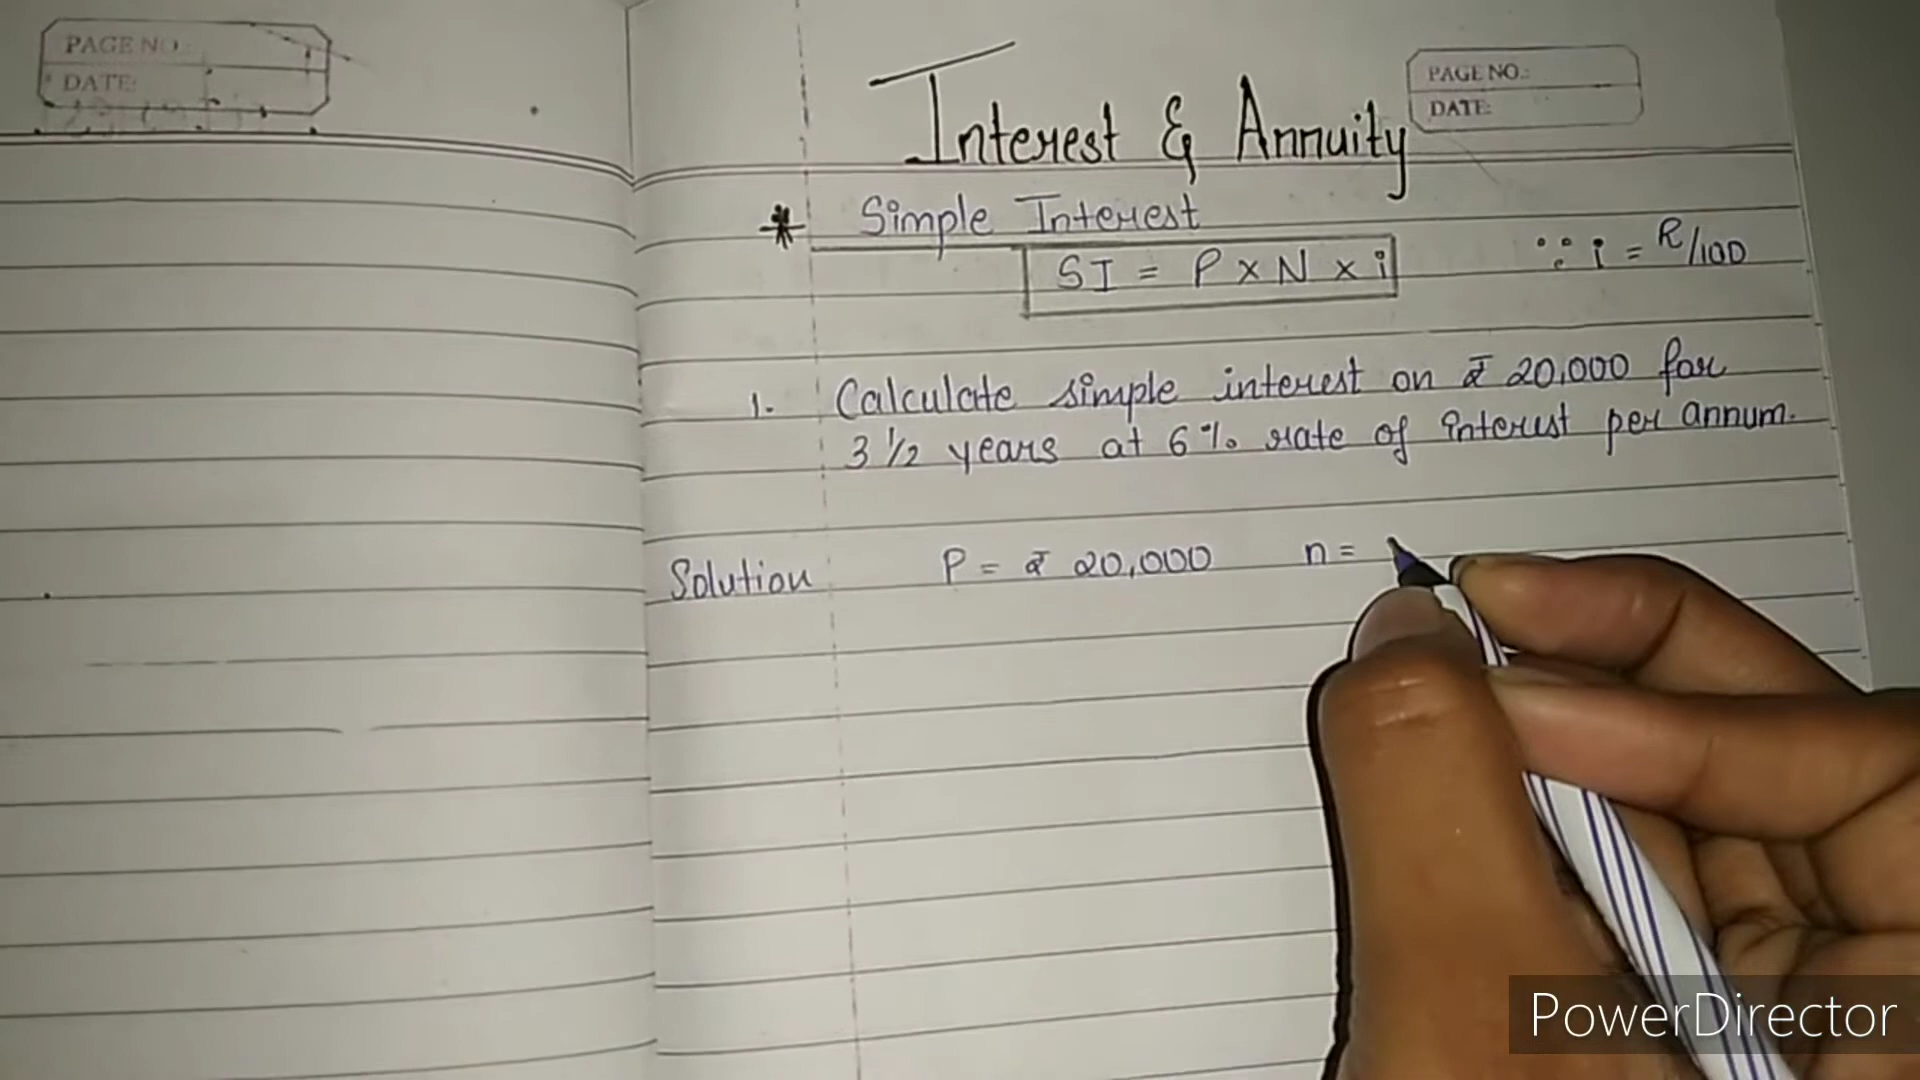 PAGE NO.:
DATE:
PAGE NO.:
DATE:
Interest & Annuity
* Simple Interest
SI = P × N × i ∵ i = R/100
1. Calculate simple interest on ₹ 20,000 for
3 1/2 years at 6% rate of interest per annum.
Solution P = ₹ 20,000 n =
PowerDirector